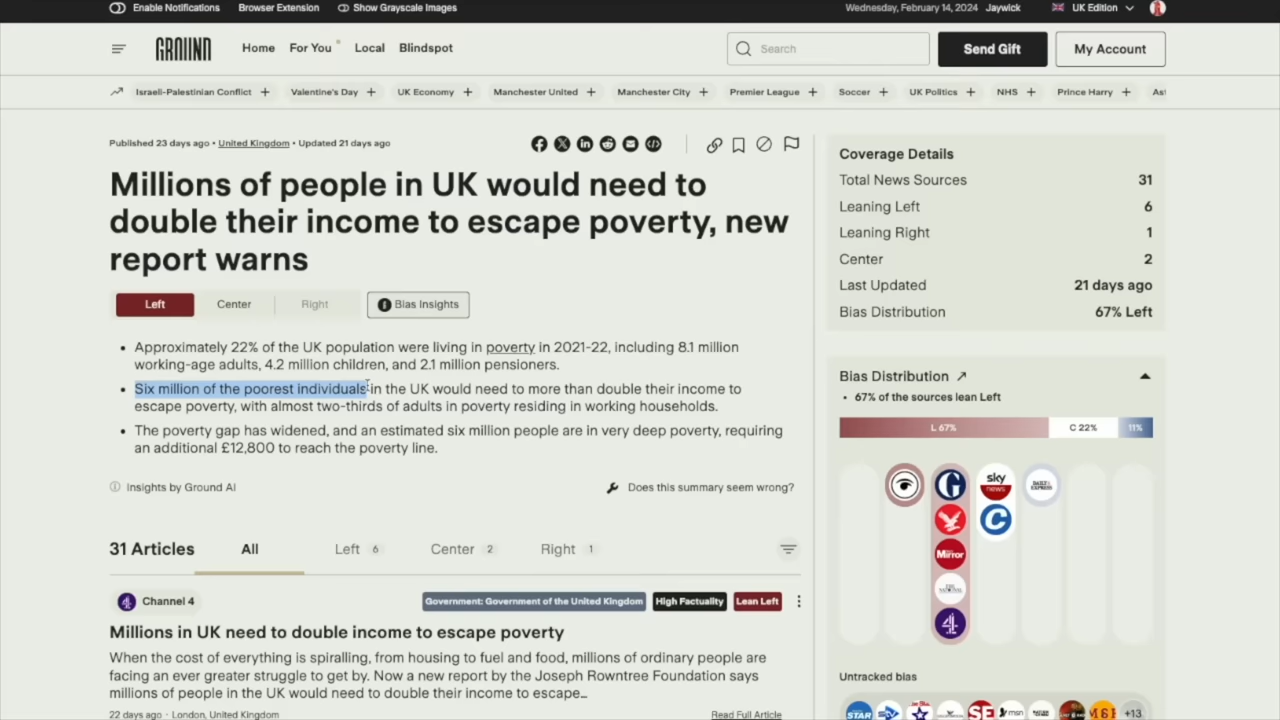 Enable Notifications Browser Extension Show Grayscale Images Wednesday, February 14, 2024 Jaywick UK Edition
GROUND Home For You Local Blindspot Search Send Gift My Account
Israeli-Palestinian Conflict + Valentine's Day + UK Economy + Manchester United + Manchester City + Premier League + Soccer + UK Politics + NHS + Prince Harry + Ast
Published 23 days ago • United Kingdom • Updated 21 days ago
Millions of people in UK would need to
double their income to escape poverty, new
report warns
Left Center Right Bias Insights
• Approximately 22% of the UK population were living in poverty in 2021-22, including 8.1 million
working-age adults, 4.2 million children, and 2.1 million pensioners.
• Six million of the poorest individuals in the UK would need to more than double their income to
escape poverty, with almost two-thirds of adults in poverty residing in working households.
• The poverty gap has widened, and an estimated six million people are in very deep poverty, requiring
an additional £12,800 to reach the poverty line.
Insights by Ground AI Does this summary seem wrong?
31 Articles All Left 6 Center 2 Right 1
Channel 4 Government: Government of the United Kingdom High Factuality Lean Left
Millions in UK need to double income to escape poverty
When the cost of everything is spiralling, from housing to fuel and food, millions of ordinary people are
facing an ever greater struggle to get by. Now a new report by the Joseph Rowntree Foundation says
millions of people in the UK would need to double their income to escape…
22 days ago · London, United Kingdom Read Full Article
Coverage Details
Total News Sources 31
Leaning Left 6
Leaning Right 1
Center 2
Last Updated 21 days ago
Bias Distribution 67% Left
Bias Distribution
• 67% of the sources lean Left
L 67% C 22% 11%
G sky news DAILY EXPRESS
C
Mirror
4
Untracked bias
STAR SE msn +13